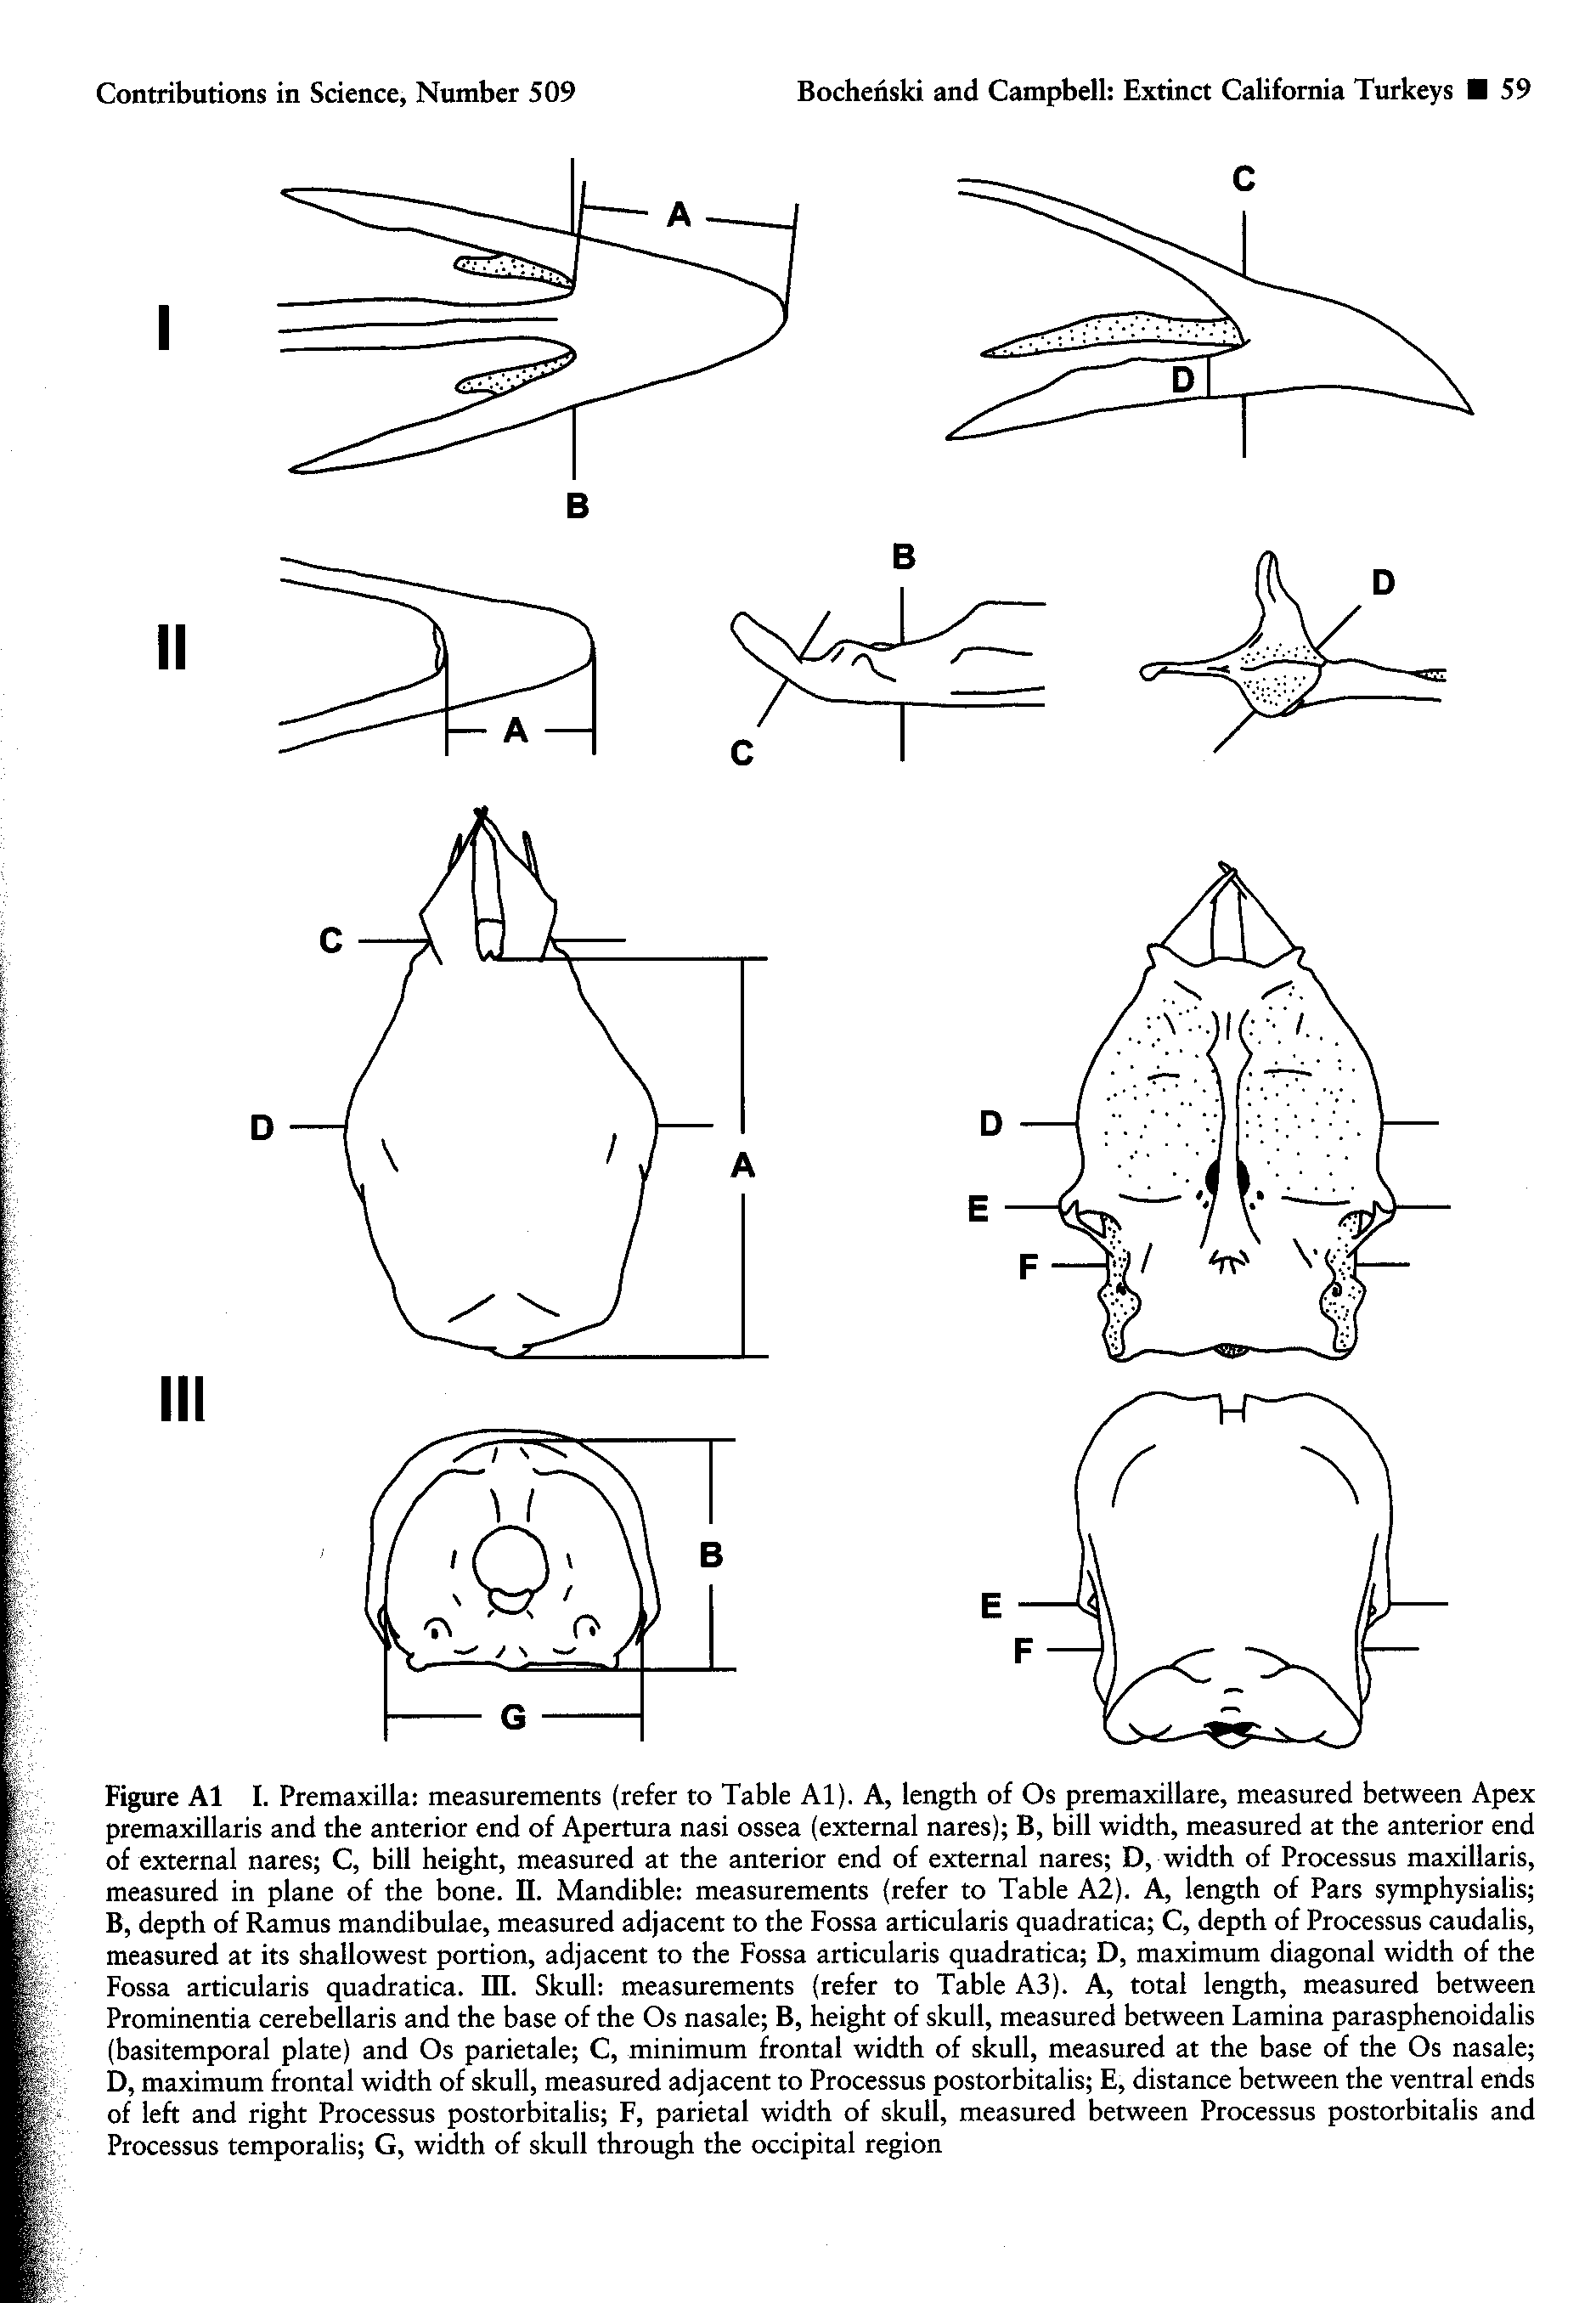 Contributions in Science, Number 509
Bocheński and Campbell: Extinct California Turkeys ■ 59
A
C
I
D
B
B
D
II
A
C
C
D
A
D
E
F
III
B
E
F
G
Figure A1 I. Premaxilla: measurements (refer to Table A1). A, length of Os premaxillare, measured between Apex
premaxillaris and the anterior end of Apertura nasi ossea (external nares); B, bill width, measured at the anterior end
of external nares; C, bill height, measured at the anterior end of external nares; D, width of Processus maxillaris,
measured in plane of the bone. II. Mandible: measurements (refer to Table A2). A, length of Pars symphysialis;
B, depth of Ramus mandibulae, measured adjacent to the Fossa articularis quadratica; C, depth of Processus caudalis,
measured at its shallowest portion, adjacent to the Fossa articularis quadratica; D, maximum diagonal width of the
Fossa articularis quadratica. III. Skull: measurements (refer to Table A3). A, total length, measured between
Prominentia cerebellaris and the base of the Os nasale; B, height of skull, measured between Lamina parasphenoidalis
(basitemporal plate) and Os parietale; C, minimum frontal width of skull, measured at the base of the Os nasale;
D, maximum frontal width of skull, measured adjacent to Processus postorbitalis; E, distance between the ventral ends
of left and right Processus postorbitalis; F, parietal width of skull, measured between Processus postorbitalis and
Processus temporalis; G, width of skull through the occipital region